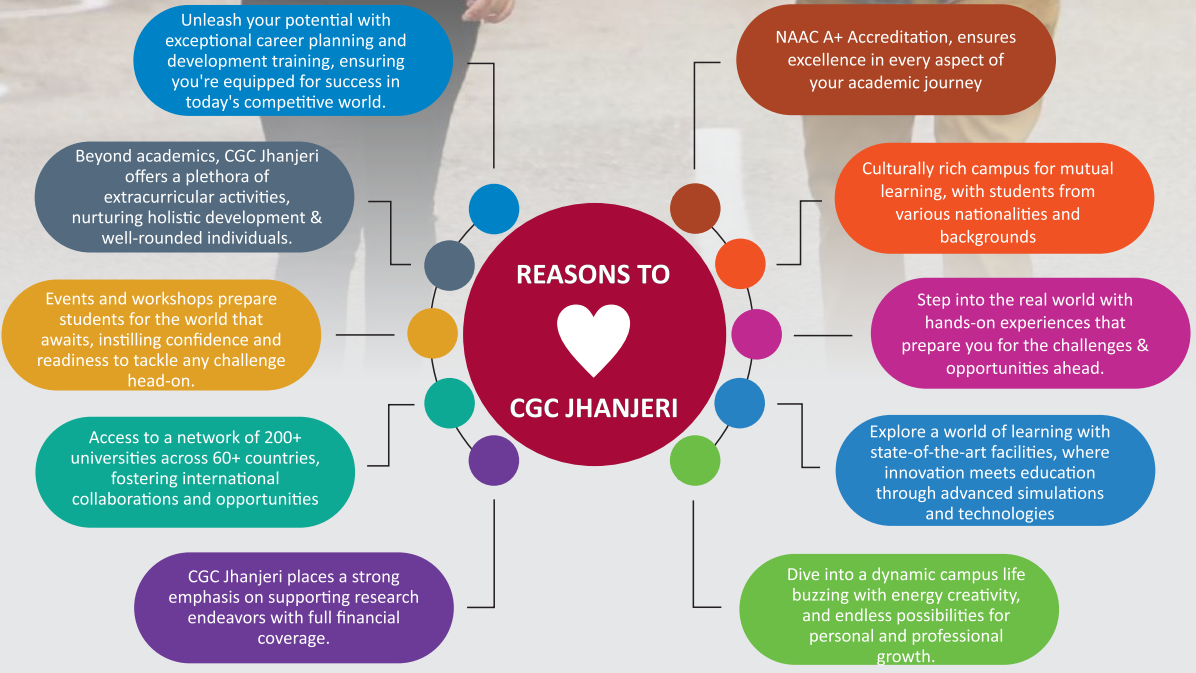 Unleash your potential with
exceptional career planning and
development training, ensuring
you're equipped for success in
today's competitive world.
NAAC A+ Accreditation, ensures
excellence in every aspect of
your academic journey
Beyond academics, CGC Jhanjeri
offers a plethora of
extracurricular activities,
nurturing holistic development &
well-rounded individuals.
Culturally rich campus for mutual
learning, with students from
various nationalities and
backgrounds
REASONS TO
CGC JHANJERI
Events and workshops prepare
students for the world that
awaits, instilling confidence and
readiness to tackle any challenge
head-on.
Step into the real world with
hands-on experiences that
prepare you for the challenges &
opportunities ahead.
Access to a network of 200+
universities across 60+ countries,
fostering international
collaborations and opportunities
Explore a world of learning with
state-of-the-art facilities, where
innovation meets education
through advanced simulations
and technologies
CGC Jhanjeri places a strong
emphasis on supporting research
endeavors with full financial
coverage.
Dive into a dynamic campus life
buzzing with energy creativity,
and endless possibilities for
personal and professional
growth.